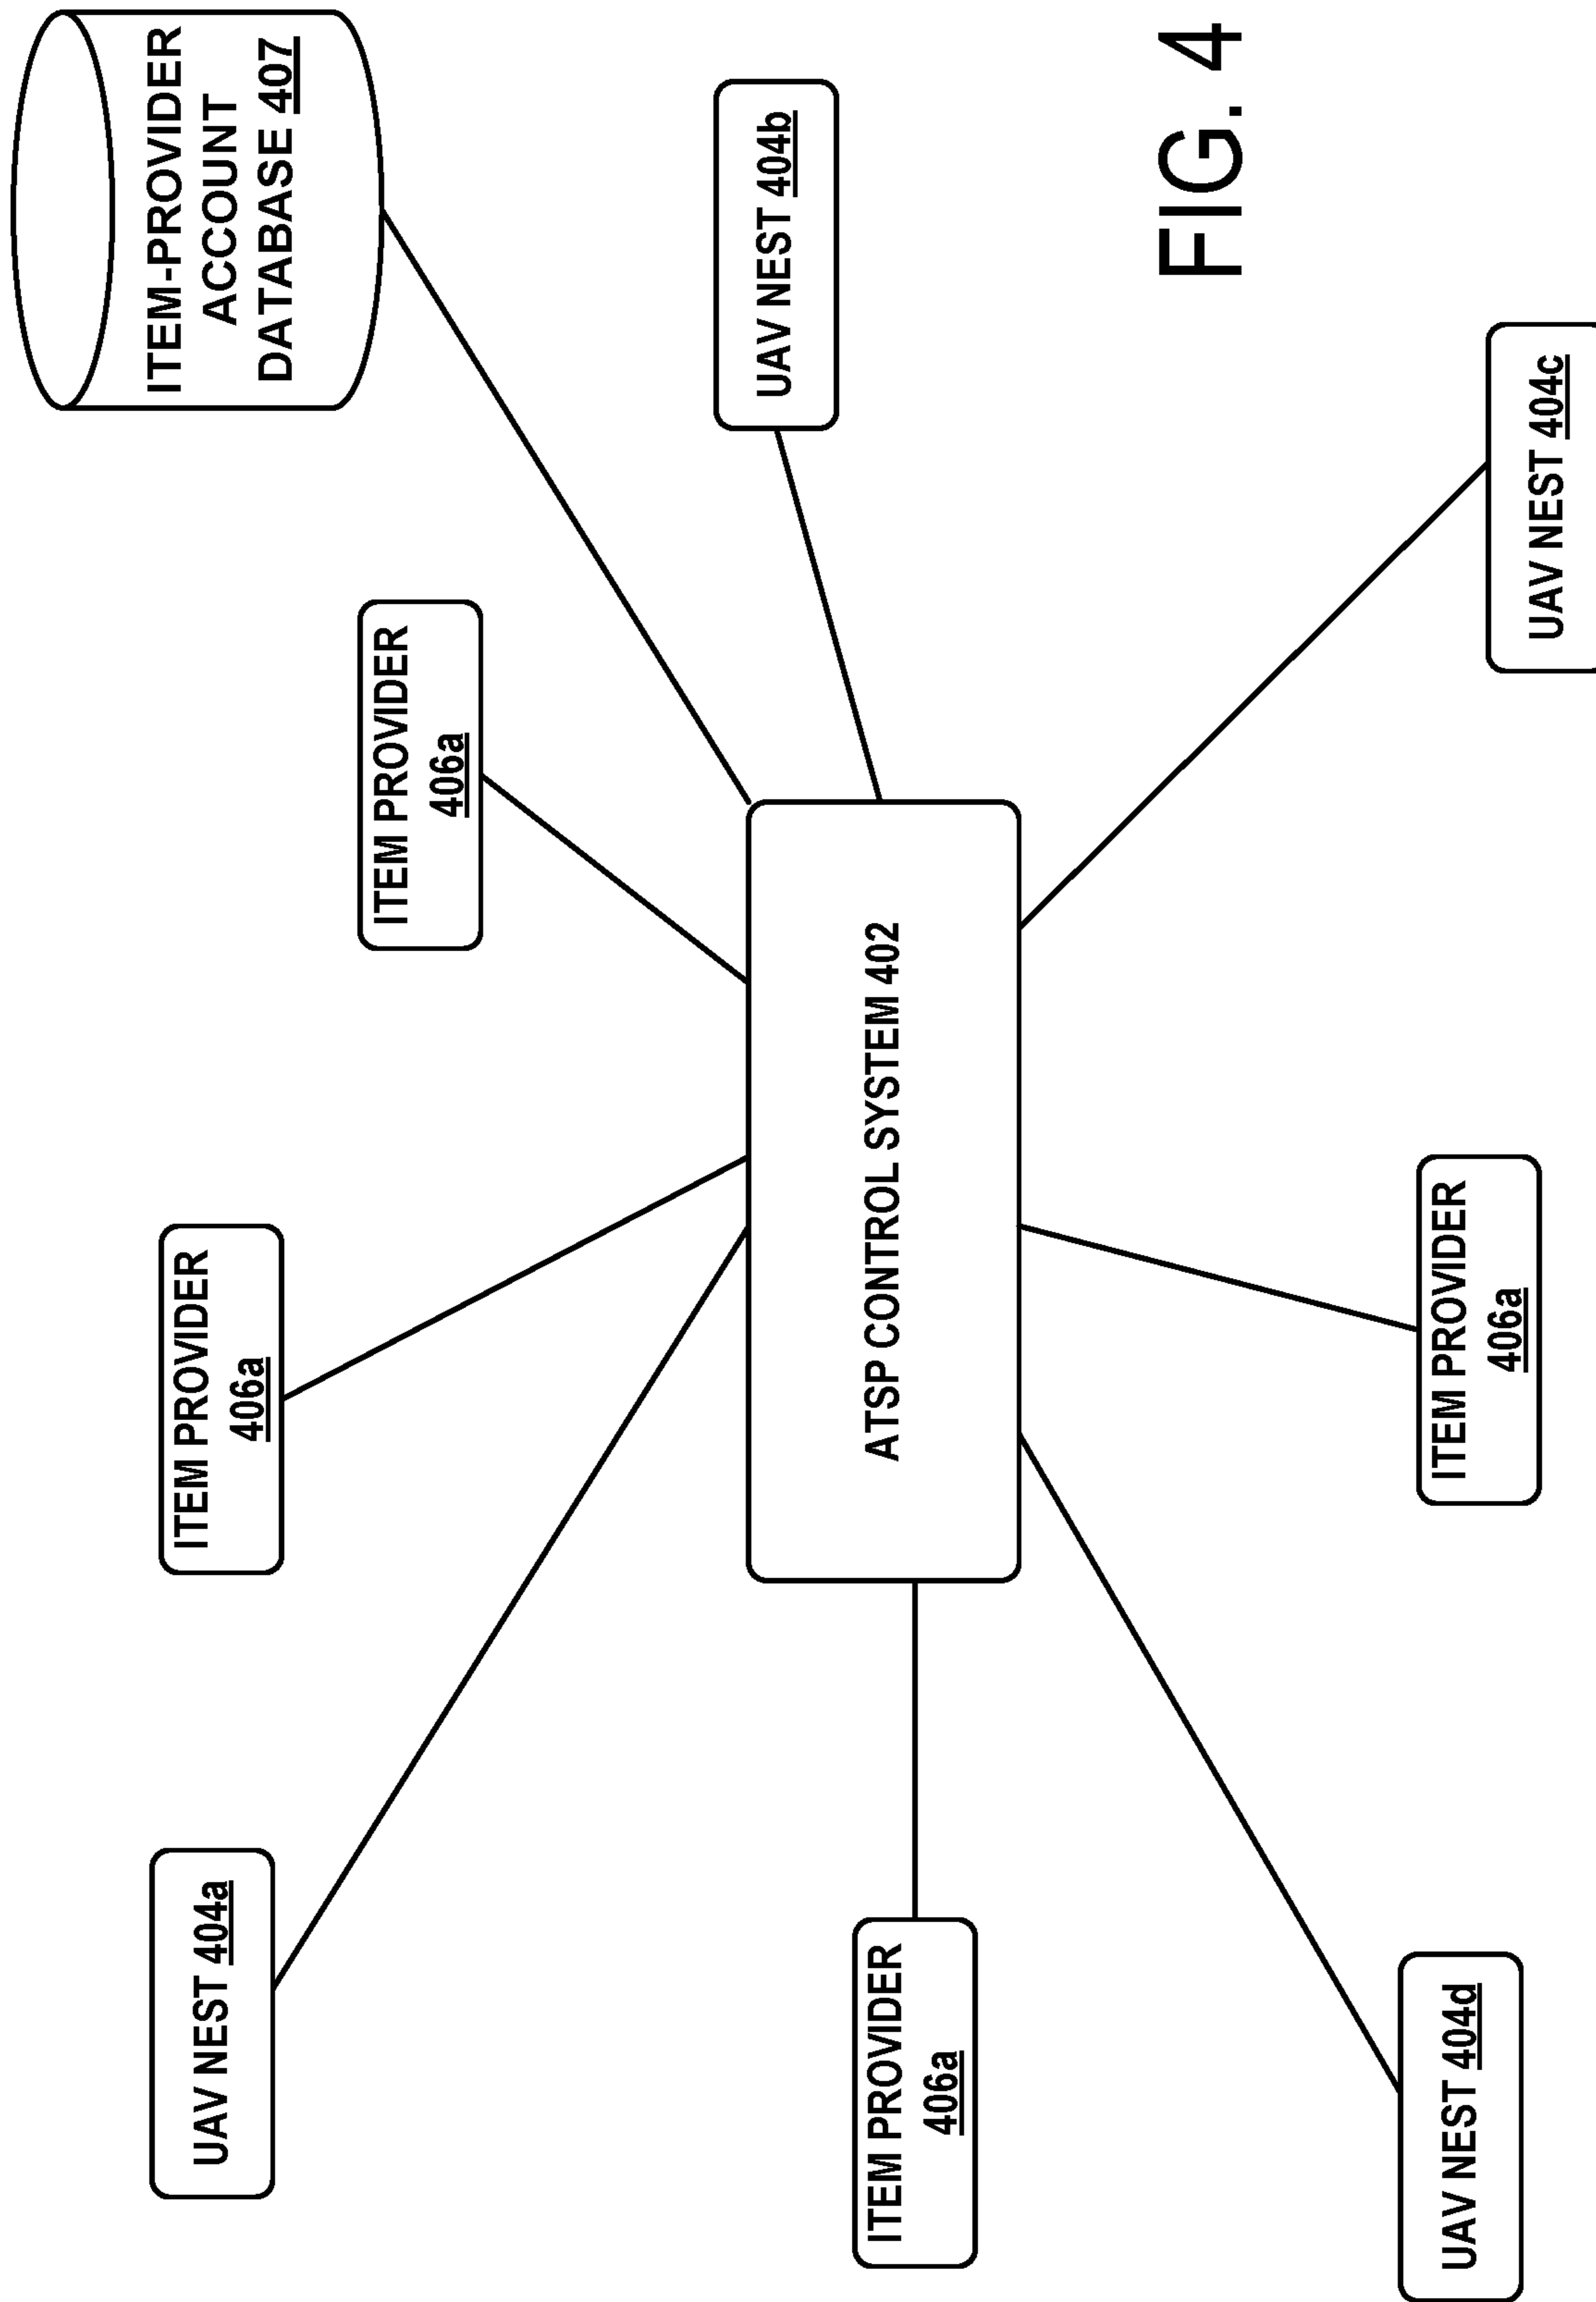 ITEM-PROVIDER
ACCOUNT
DATABASE 407
UAV NEST 404a
ITEM PROVIDER
406a
ITEM PROVIDER
406a
UAV NEST 404b
ITEM PROVIDER
406a
ATSP CONTROL SYSTEM 402
UAV NEST 404d
ITEM PROVIDER
406a
UAV NEST 404c
FIG. 4